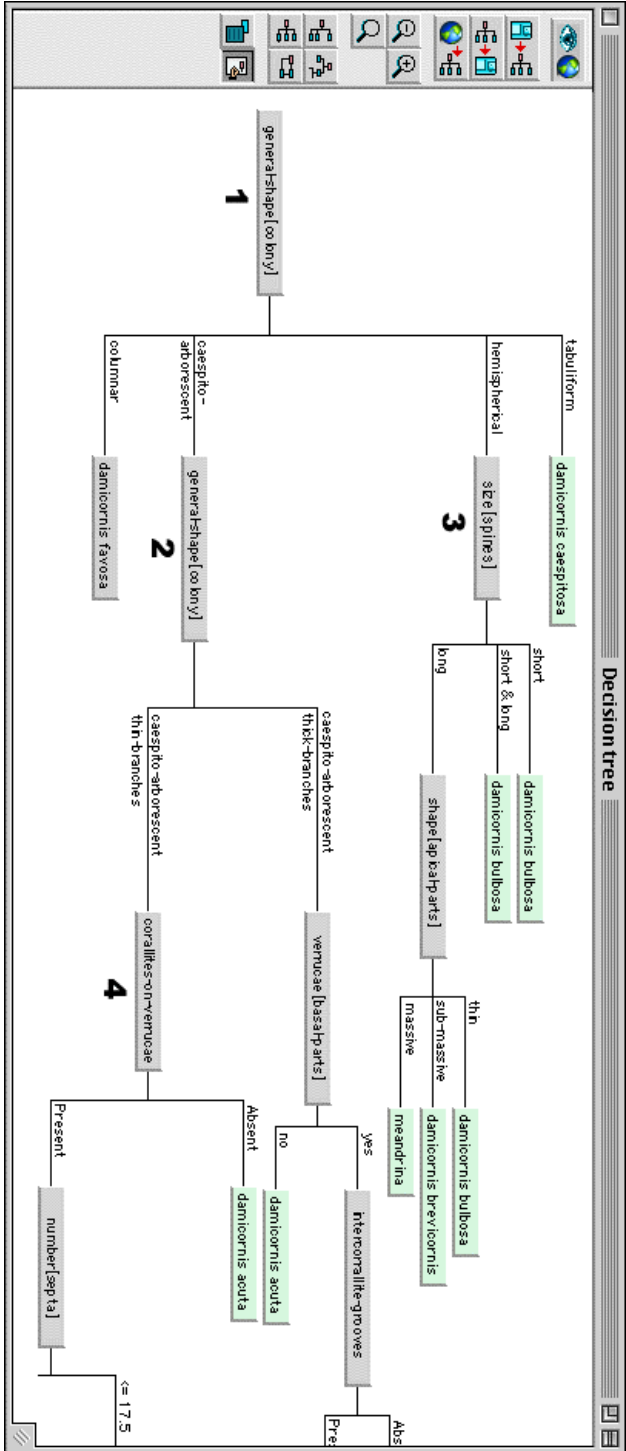 Decision tree
general-shape[colony]
1
tabuliform
damicornis caespitosa
hemispherical
size[spines]
3
short
damicornis bulbosa
short & long
damicornis bulbosa
long
shape[apical-parts]
thin
damicornis bulbosa
sub-massive
damicornis brevicornis
massive
meandrina
caespito-
arborescent
general-shape[colony]
2
caespito-arborescent
thick-branches
verrucae[basal-parts]
yes
intercorallite-grooves
Abs
Pre
no
damicornis acuta
caespito-arborescent
thin-branches
corallites-on-verrucae
4
Absent
damicornis acuta
Present
number[septa]
<= 17.5
columnar
damicornis favosa